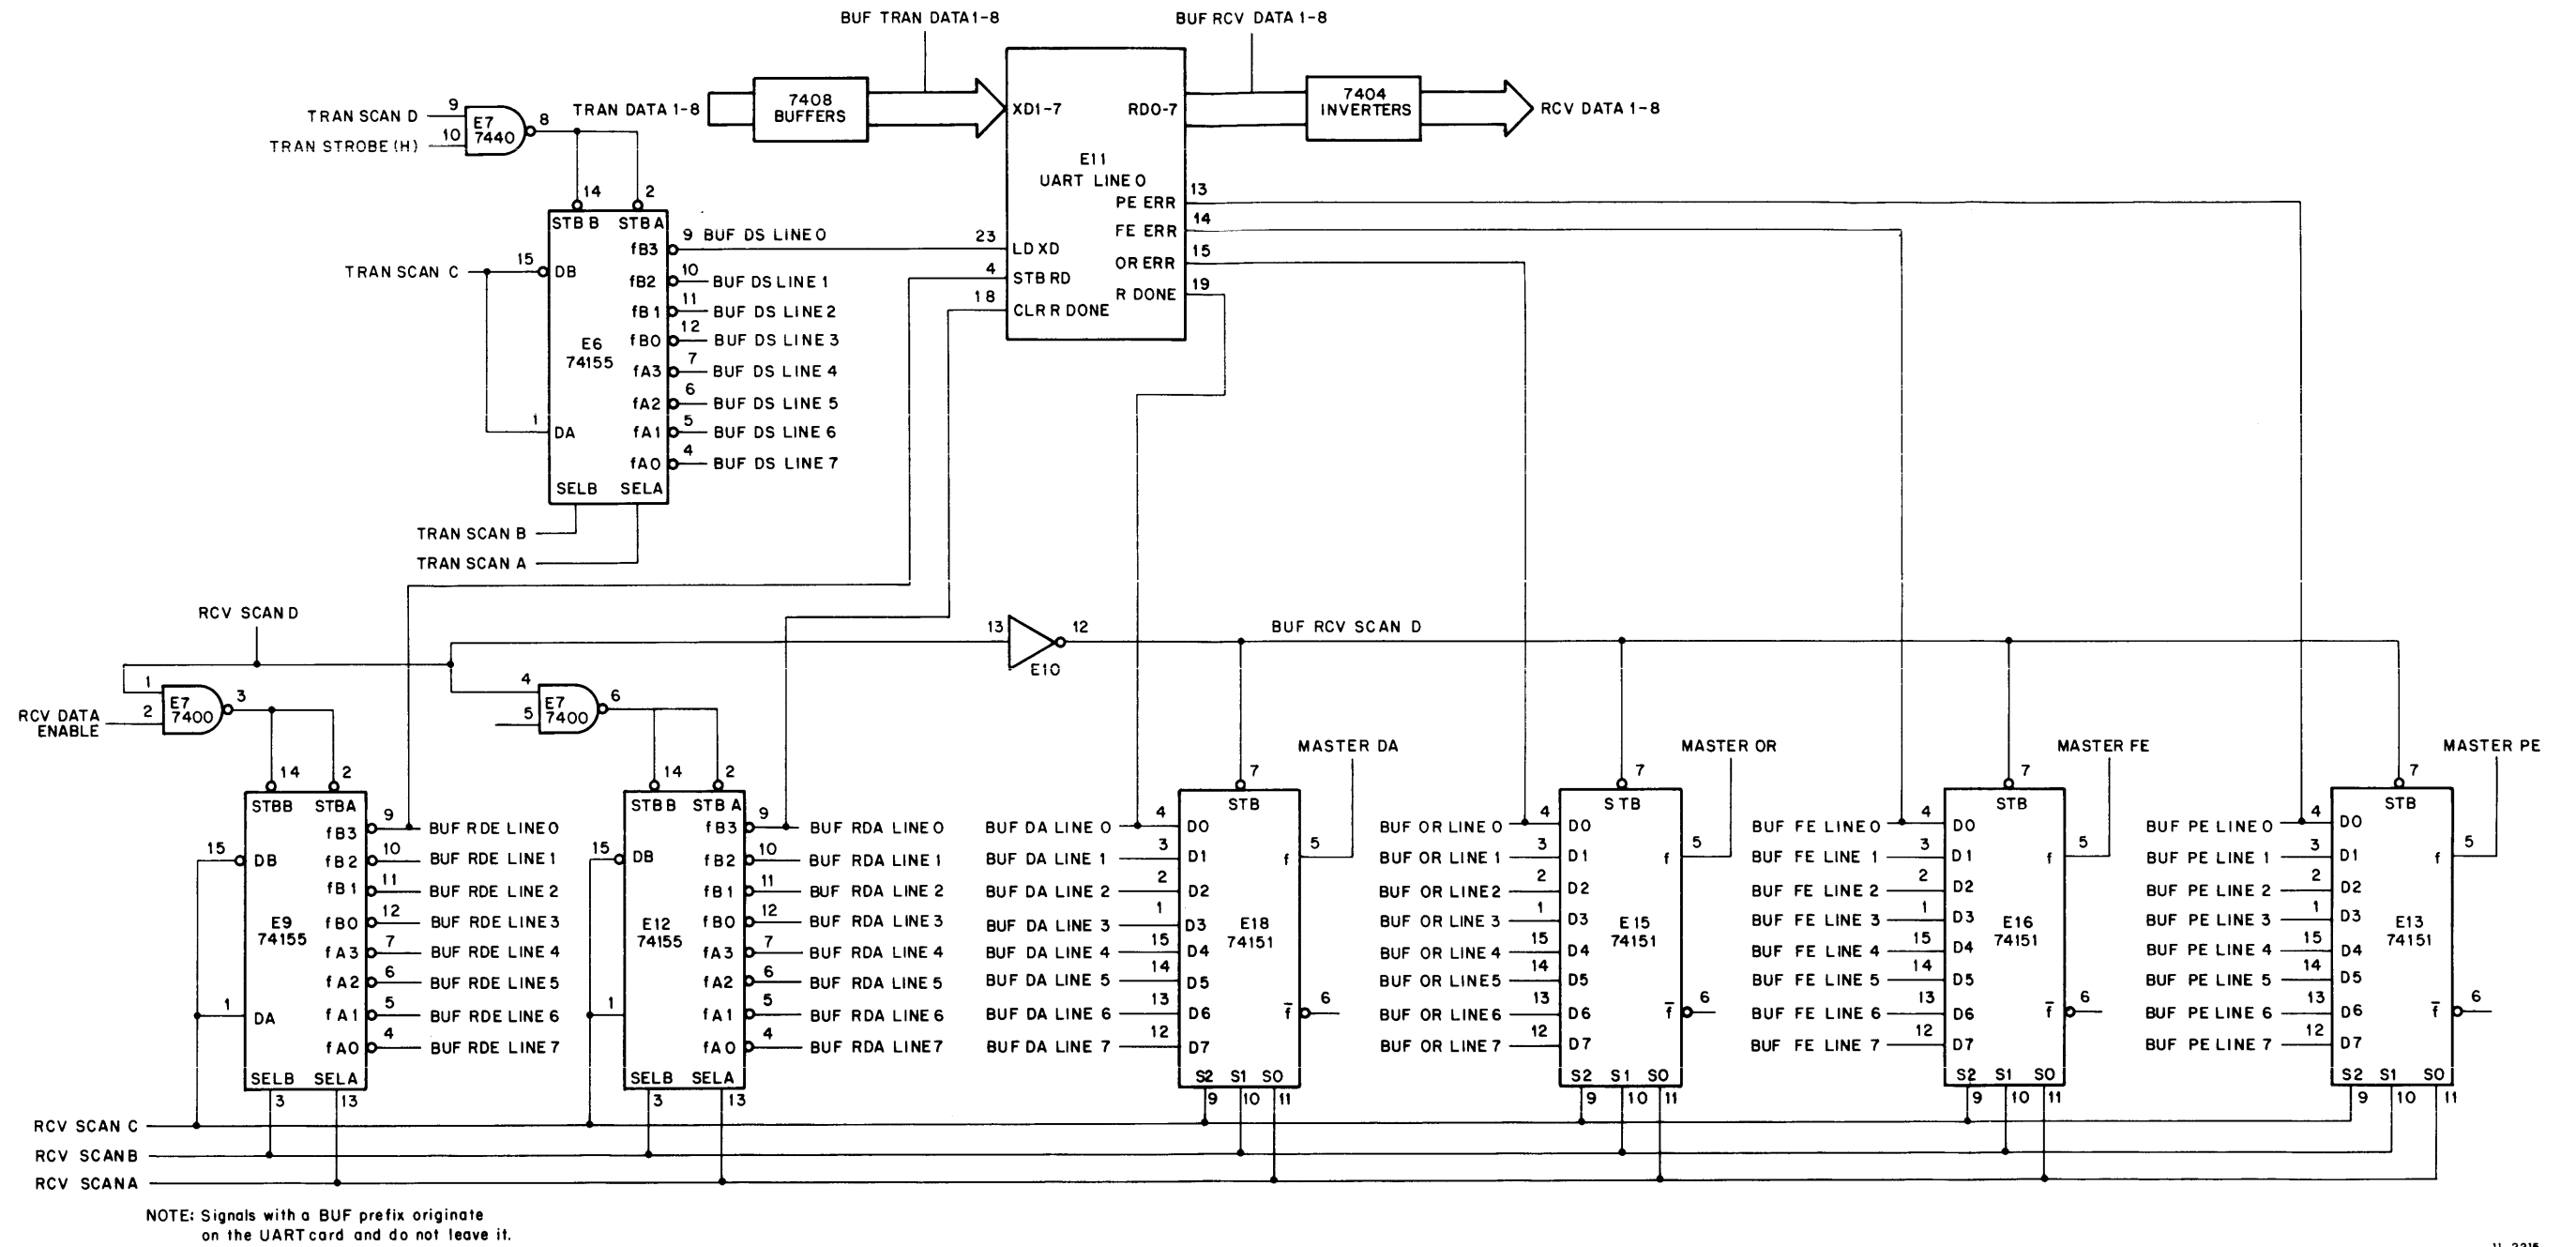 BUF TRAN DATA 1-8
BUF RCV DATA 1-8
TRAN SCAN D
9
TRAN STROBE (H)
10
E7
7440
8
TRAN DATA 1-8
7408
BUFFERS
XD1-7
RDO-7
E11
UART LINE 0
7404
INVERTERS
RCV DATA 1-8
PE ERR
13
FE ERR
14
OR ERR
15
R DONE
19
23
LDXD
4
STB RD
18
CLR R DONE
14
2
STB B
STB A
TRAN SCAN C
15
DB
1
DA
E6
74155
fB3
9
BUF DS LINE 0
fB2
10
BUF DS LINE 1
fB1
11
BUF DS LINE 2
fB0
12
BUF DS LINE 3
fA3
7
BUF DS LINE 4
fA2
6
BUF DS LINE 5
fA1
5
BUF DS LINE 6
fA0
4
BUF DS LINE 7
SELB
SELA
TRAN SCAN B
TRAN SCAN A
RCV SCAN D
1
2
RCV DATA
ENABLE
E7
7400
3
4
5
E7
7400
6
13
E10
12
BUF RCV SCAN D
14
2
STBB
STBA
15
DB
1
DA
E9
74155
fB3
9
BUF RDE LINE 0
fB2
10
BUF RDE LINE 1
fB1
11
BUF RDE LINE 2
fB0
12
BUF RDE LINE 3
fA3
7
BUF RDE LINE 4
fA2
6
BUF RDE LINE 5
fA1
5
BUF RDE LINE 6
fA0
4
BUF RDE LINE 7
SELB
SELA
3
13
14
2
STB B
STB A
15
DB
1
E12
74155
fB3
9
BUF RDA LINE 0
fB2
10
BUF RDA LINE 1
fB1
11
BUF RDA LINE 2
fB0
12
BUF RDA LINE 3
fA3
7
BUF RDA LINE 4
fA2
6
BUF RDA LINE 5
fA1
5
BUF RDA LINE 6
fA0
4
BUF RDA LINE 7
SELB
SELA
3
13
MASTER DA
7
STB
BUF DA LINE 0
4
D0
BUF DA LINE 1
3
D1
BUF DA LINE 2
2
D2
BUF DA LINE 3
1
D3
BUF DA LINE 4
15
D4
BUF DA LINE 5
14
D5
BUF DA LINE 6
13
D6
BUF DA LINE 7
12
D7
E18
74151
f
5
f̅
6
S2
S1
S0
9
10
11
MASTER OR
7
STB
BUF OR LINE 0
4
D0
BUF OR LINE 1
3
D1
BUF OR LINE 2
2
D2
BUF OR LINE 3
1
D3
BUF OR LINE 4
15
D4
BUF OR LINE 5
14
D5
BUF OR LINE 6
13
D6
BUF OR LINE 7
12
D7
E15
74151
f
5
f̅
6
S2
S1
S0
9
10
11
MASTER FE
7
STB
BUF FE LINE 0
4
D0
BUF FE LINE 1
3
D1
BUF FE LINE 2
2
D2
BUF FE LINE 3
1
D3
BUF FE LINE 4
15
D4
BUF FE LINE 5
14
D5
BUF FE LINE 6
13
D6
BUF FE LINE 7
12
D7
E16
74151
f
5
f̅
6
S2
S1
S0
9
10
11
MASTER PE
7
STB
BUF PE LINE 0
4
D0
BUF PE LINE 1
3
D1
BUF PE LINE 2
2
D2
BUF PE LINE 3
1
D3
BUF PE LINE 4
15
D4
BUF PE LINE 5
14
D5
BUF PE LINE 6
13
D6
BUF PE LINE 7
12
D7
E13
74151
f
5
f̅
6
S2
S1
S0
9
10
11
RCV SCAN C
RCV SCAN B
RCV SCAN A
NOTE: Signals with a BUF prefix originate
on the UART card and do not leave it.